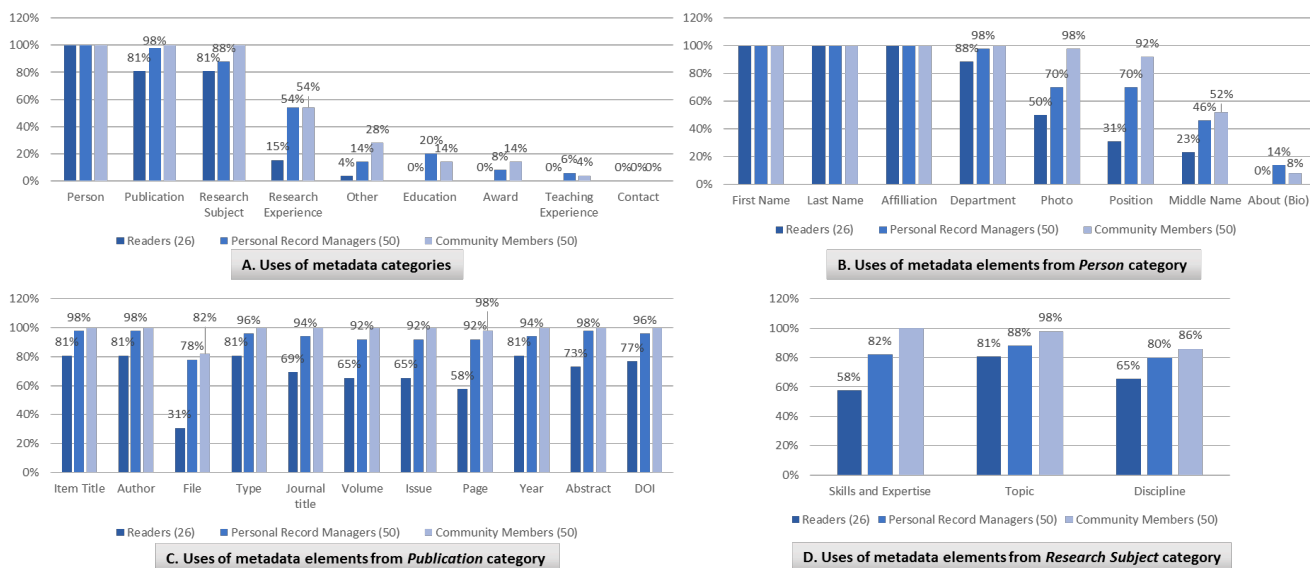 120%
100%
80%
60%
40%
20%
0%
81%
98%
81%
88%
15%
54%
54%
4%
14%
28%
0%
20%
14%
0%
8%
14%
0%
6%
4%
0%
0%
0%
Person
Publication
Research
Subject
Research
Experience
Other
Education
Award
Teaching
Experience
Contact
Readers (26)
Personal Record Managers (50)
Community Members (50)
A. Uses of metadata categories
120%
100%
80%
60%
40%
20%
0%
88%
98%
50%
70%
98%
31%
70%
92%
23%
46%
52%
0%
14%
8%
First Name
Last Name
Affilliation
Department
Photo
Position
Middle Name
About (Bio)
Readers (26)
Personal Record Managers (50)
Community Members (50)
B. Uses of metadata elements from Person category
120%
100%
80%
60%
40%
20%
0%
81%
98%
81%
98%
31%
78%
82%
81%
96%
69%
94%
65%
92%
65%
92%
58%
92%
98%
81%
94%
73%
98%
77%
96%
Item Title
Author
File
Type
Journal
title
Volume
Issue
Page
Year
Abstract
DOI
Readers (26)
Personal Record Managers (50)
Community Members (50)
C. Uses of metadata elements from Publication category
120%
100%
80%
60%
40%
20%
0%
58%
82%
81%
88%
98%
65%
80%
86%
Skills and Expertise
Topic
Discipline
Readers (26)
Personal Record Managers (50)
Community Members (50)
D. Uses of metadata elements from Research Subject category